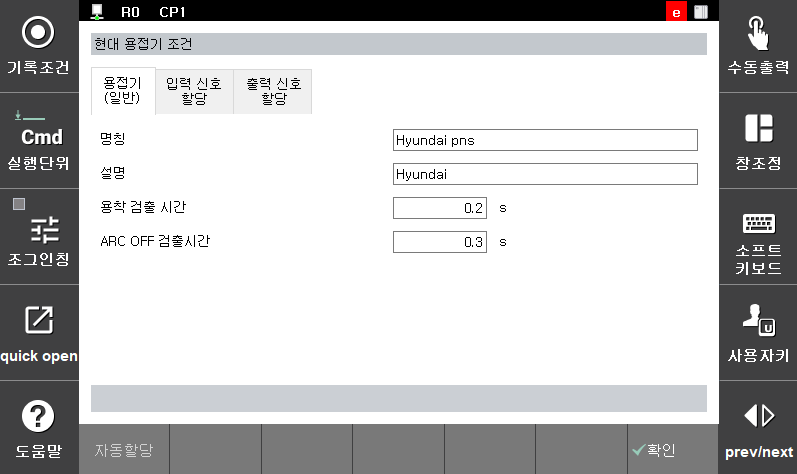 R0 CP1
e
현대 용접기 조건
용접기
(일반)
입력 신호
할당
출력 신호
할당
명칭
Hyundai pns
설명
Hyundai
용착 검출 시간
0.2 s
ARC OFF 검출시간
0.3 s
기록조건
Cmd
실행단위
조그인칭
quick open
도움말
수동출력
창조정
소프트
키보드
U
사용자키
prev/next
자동할당
확인